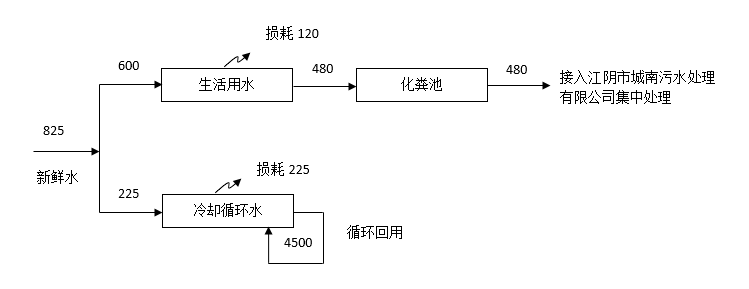 损耗 120
600
生活用水
480
化粪池
480
接入江阴市城南污水处理
有限公司集中处理
825
新鲜水
损耗 225
225
冷却循环水
4500
循环回用